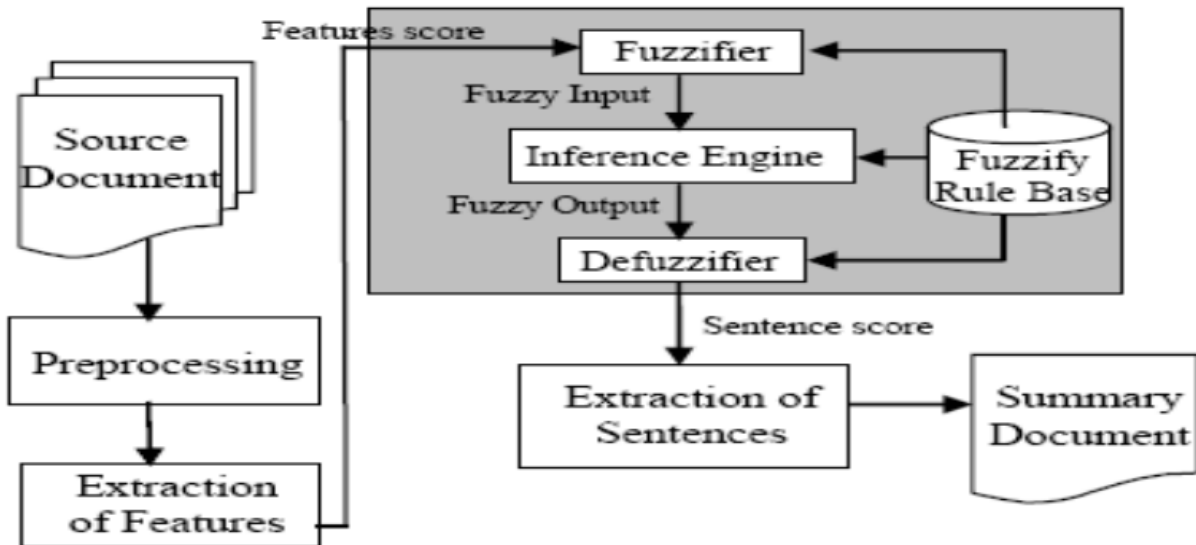 Source
Document
Preprocessing
Extraction
of Features
Features score
Fuzzifier
Fuzzy Input
Inference Engine
Fuzzy Output
Defuzzifier
Fuzzify
Rule Base
Sentence score
Extraction of
Sentences
Summary
Document